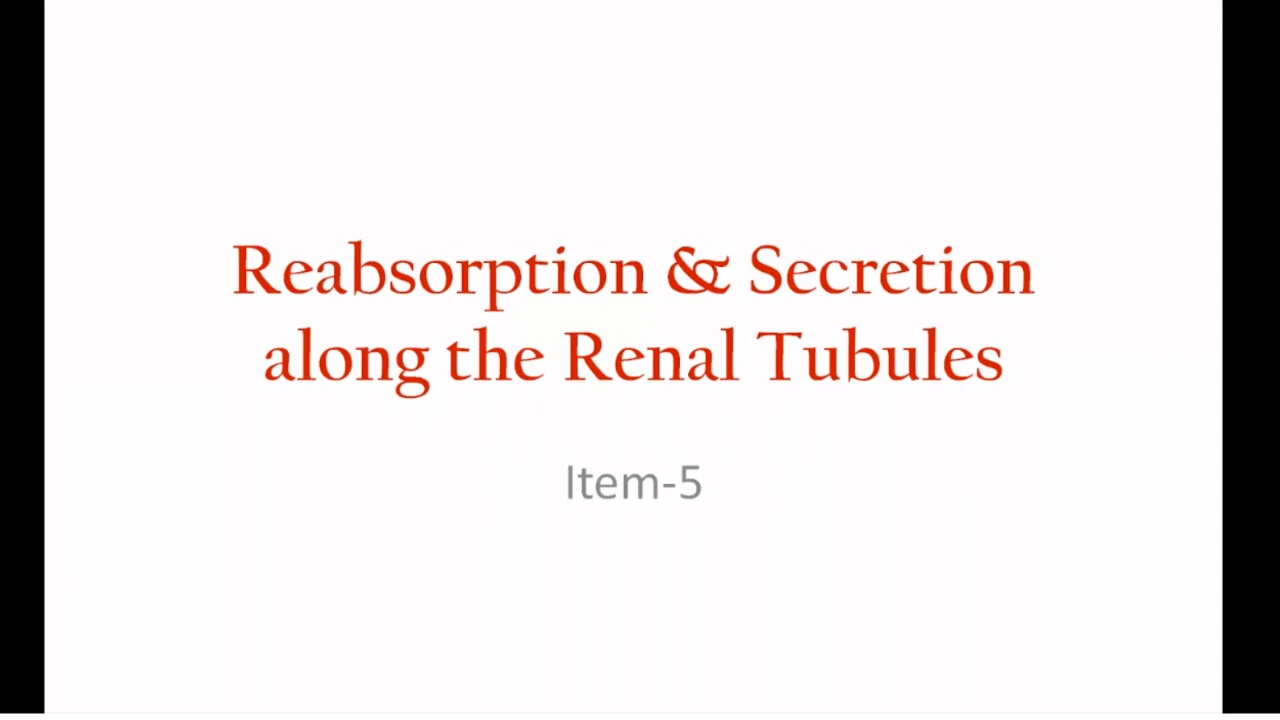 Reabsorption & Secretion
along the Renal Tubules
Item-5